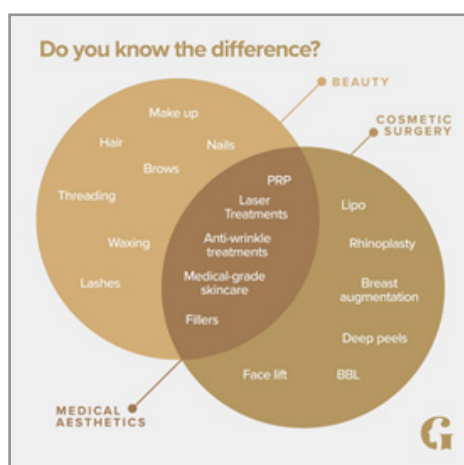 Do you know the difference?
BEAUTY
COSMETIC
SURGERY
Make up
Hair
Nails
Brows
Threading
Waxing
Lashes
PRP
Laser
Treatments
Anti-wrinkle
treatments
Medical-grade
skincare
Fillers
Lipo
Rhinoplasty
Breast
augmentation
Deep peels
Face lift
BBL
MEDICAL
AESTHETICS
G